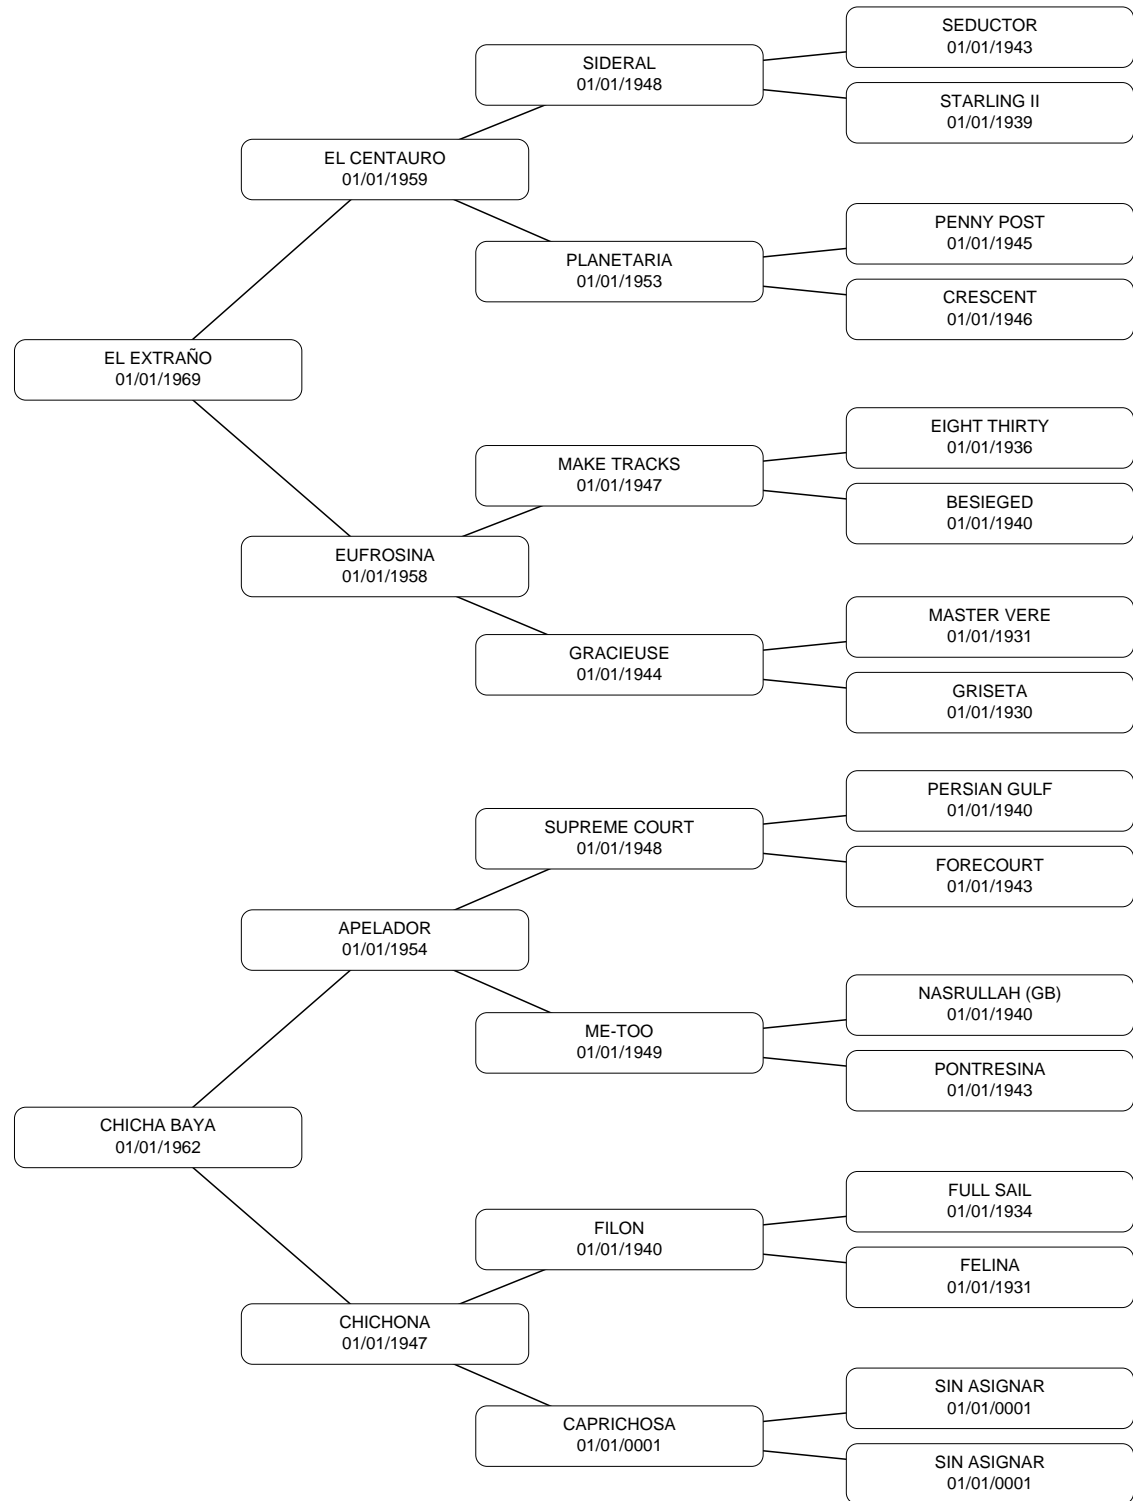 SEDUCTOR
01/01/1943
SIDERAL
01/01/1948
STARLING II
01/01/1939
EL CENTAURO
01/01/1959
PENNY POST
01/01/1945
PLANETARIA
01/01/1953
CRESCENT
01/01/1946
EL EXTRAÑO
01/01/1969
EIGHT THIRTY
01/01/1936
MAKE TRACKS
01/01/1947
BESIEGED
01/01/1940
EUFROSINA
01/01/1958
MASTER VERE
01/01/1931
GRACIEUSE
01/01/1944
GRISETA
01/01/1930
PERSIAN GULF
01/01/1940
SUPREME COURT
01/01/1948
FORECOURT
01/01/1943
APELADOR
01/01/1954
NASRULLAH (GB)
01/01/1940
ME-TOO
01/01/1949
PONTRESINA
01/01/1943
CHICHA BAYA
01/01/1962
FULL SAIL
01/01/1934
FILON
01/01/1940
FELINA
01/01/1931
CHICHONA
01/01/1947
SIN ASIGNAR
01/01/0001
CAPRICHOSA
01/01/0001
SIN ASIGNAR
01/01/0001